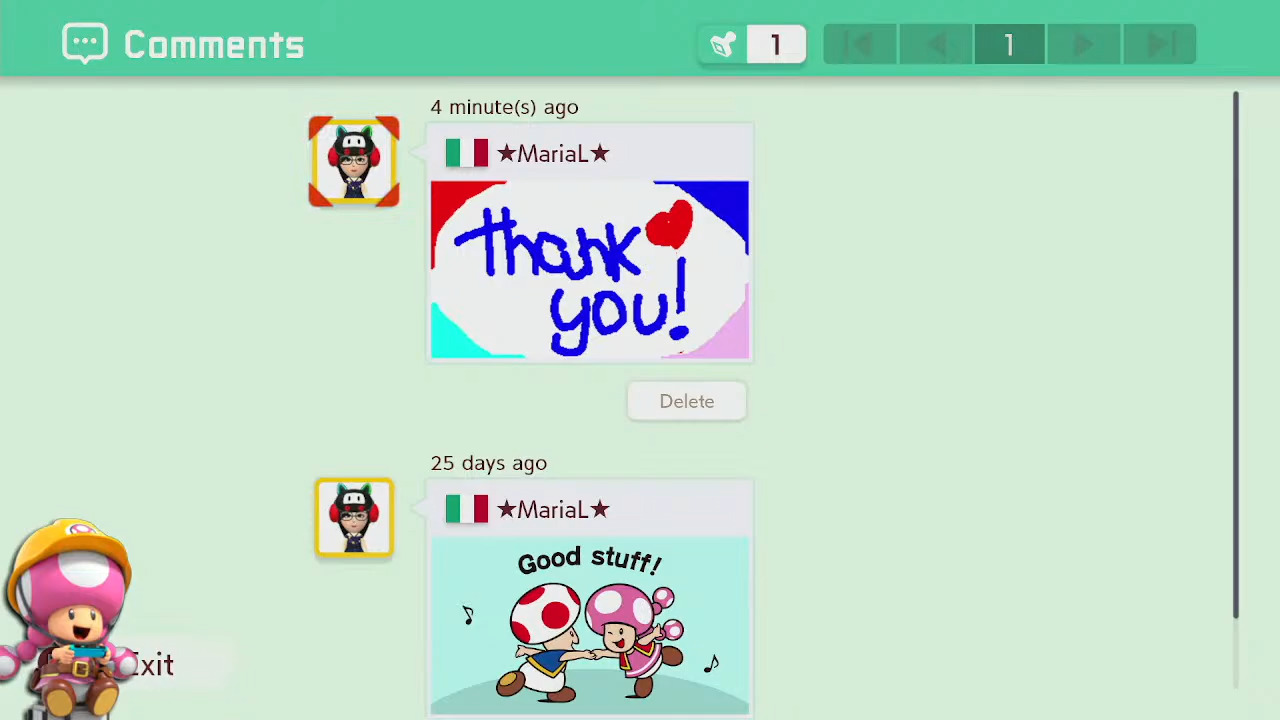 Comments
1
1
4 minute(s) ago
★MariaL★
thank
you!
Delete
25 days ago
★MariaL★
Good stuff!
Exit